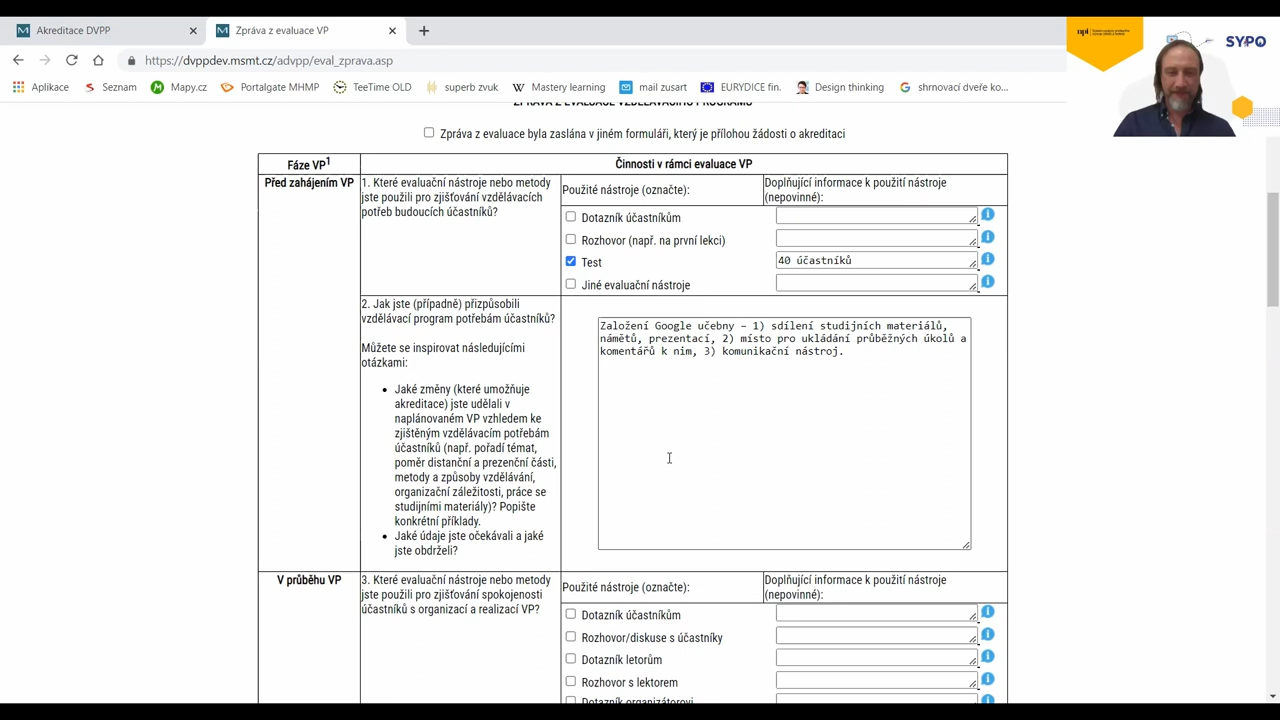 Akreditace DVPP
Zpráva z evaluace VP
https://dvppdev.msmt.cz/advpp/eval_zprava.asp
Aplikace
Seznam
Mapy.cz
Portalgate MHMP
TeeTime OLD
superb zvuk
Mastery learning
mail zusart
EURYDICE fin.
Design thinking
shrnovací dveře ko...
npi
SYPO
ZPRÁVA Z EVALUACE VZDĚLÁVACÍHO PROGRAMU
Zpráva z evaluace byla zaslána v jiném formuláři, který je přílohou žádosti o akreditaci
Fáze VP1
Činnosti v rámci evaluace VP
Před zahájením VP
1. Které evaluační nástroje nebo metody
jste použili pro zjišťování vzdělávacích
potřeb budoucích účastníků?
Použité nástroje (označte):
Doplňující informace k použití nástroje
(nepovinné):
Dotazník účastníkům
Rozhovor (např. na první lekci)
Test
40 účastníků
Jiné evaluační nástroje
2. Jak jste (případně) přizpůsobili
vzdělávací program potřebám účastníků?
Můžete se inspirovat následujícími
otázkami:
Jaké změny (které umožňuje
akreditace) jste udělali v
naplánovaném VP vzhledem ke
zjištěným vzdělávacím potřebám
účastníků (např. pořadí témat,
poměr distanční a prezenční části,
metody a způsoby vzdělávání,
organizační záležitosti, práce se
studijními materiály)? Popište
konkrétní příklady.
Jaké údaje jste očekávali a jaké
jste obdrželi?
Založení Google učebny – 1) sdílení studijních materiálů,
námětů, prezentací, 2) místo pro ukládání průběžných úkolů a
komentářů k nim, 3) komunikační nástroj.
V průběhu VP
3. Které evaluační nástroje nebo metody
jste použili pro zjišťování spokojenosti
účastníků s organizací a realizací VP?
Použité nástroje (označte):
Doplňující informace k použití nástroje
(nepovinné):
Dotazník účastníkům
Rozhovor/diskuse s účastníky
Dotazník letorům
Rozhovor s lektorem
Dotazník organizátorovi